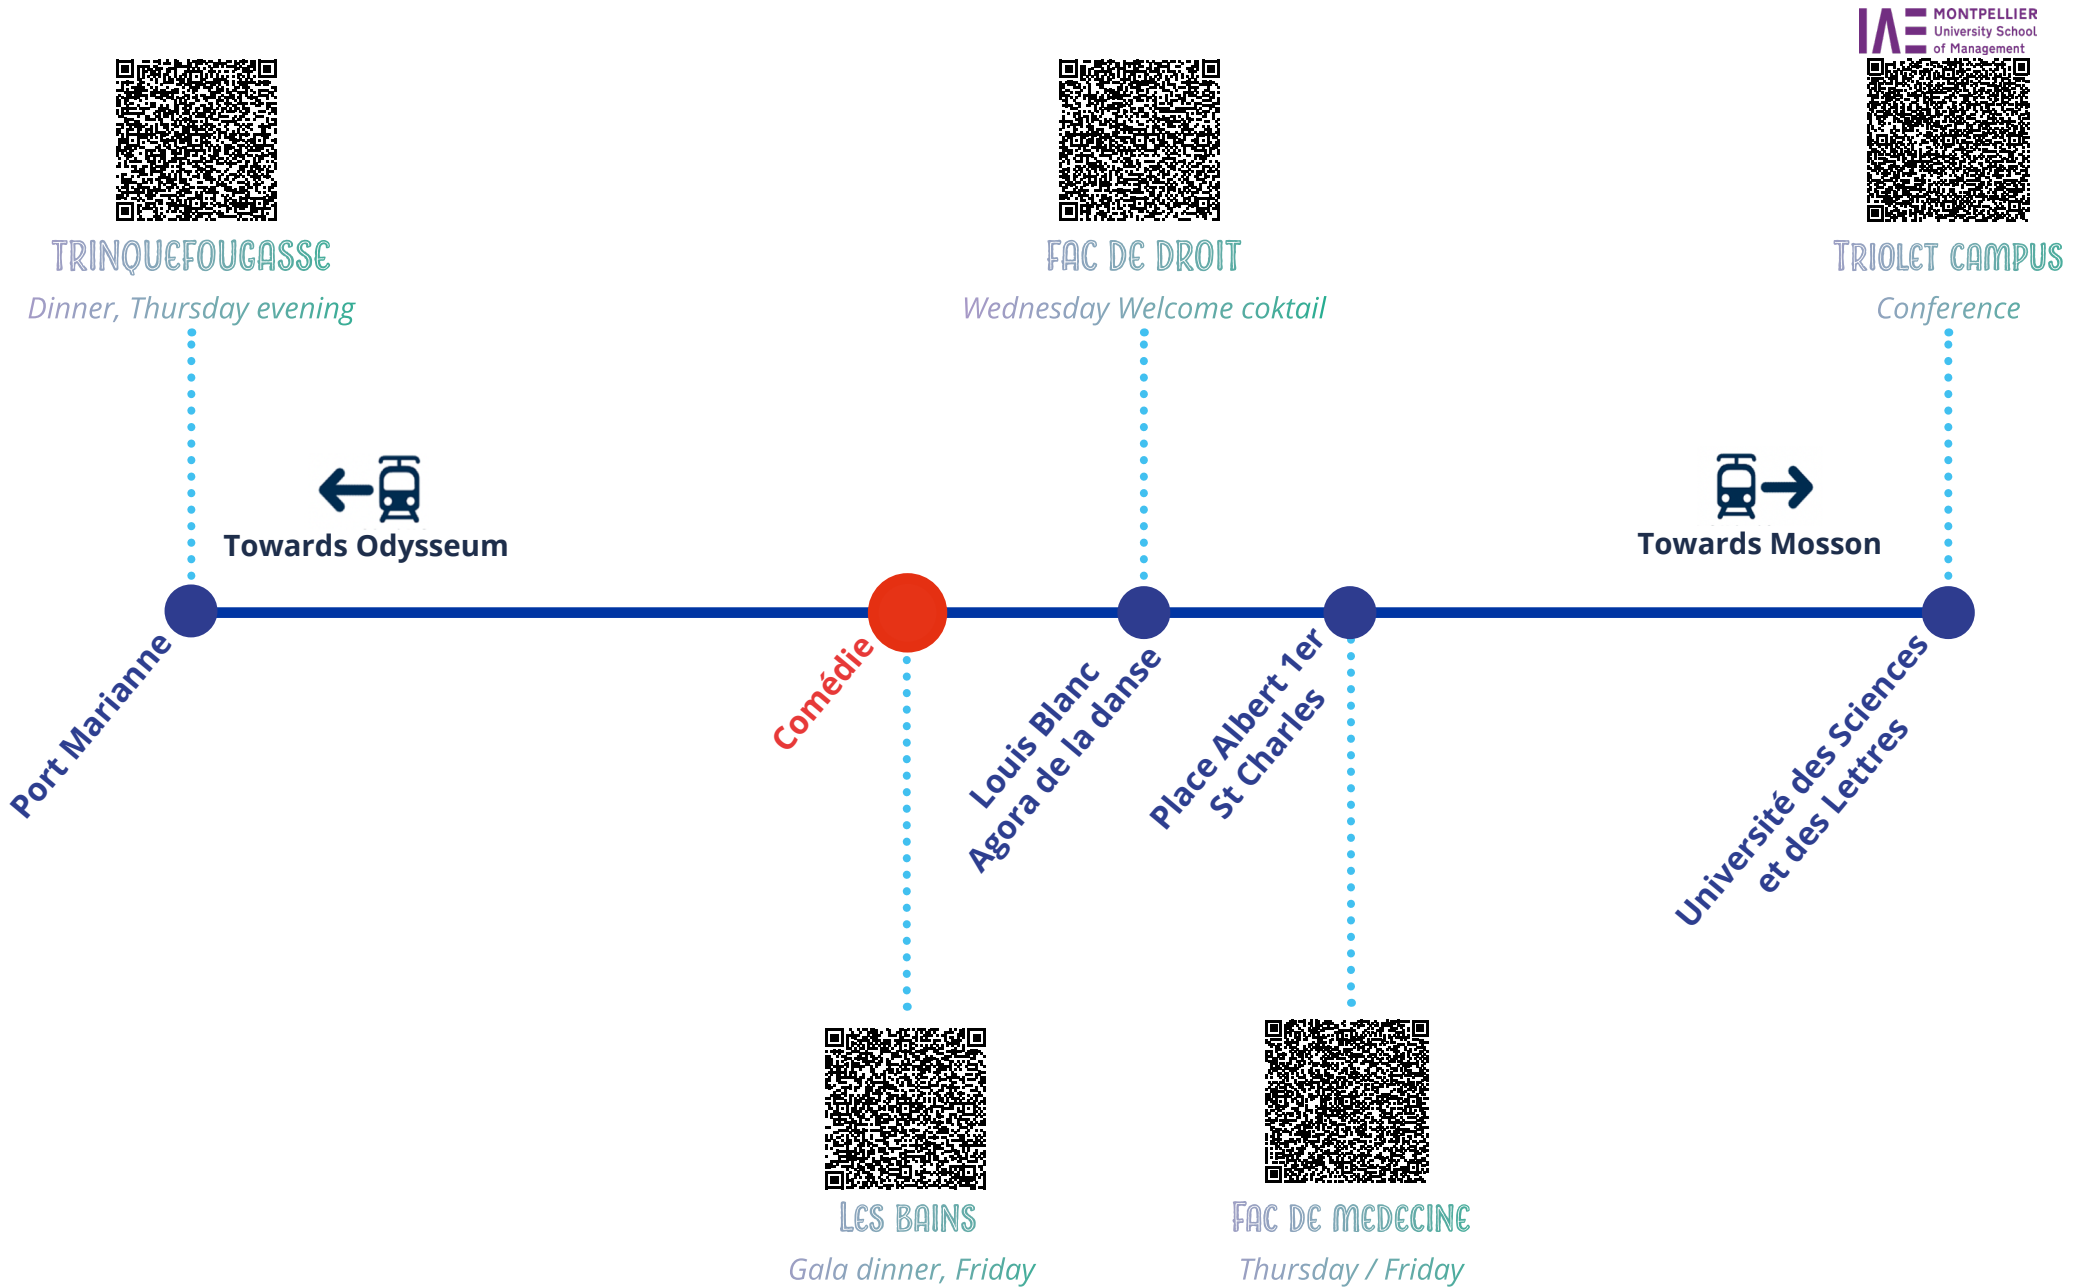 MONTPELLIER
University School
of Management
TRINQUEFOUGASSE
Dinner, Thursday evening
FAC DE DROIT
Wednesday Welcome coktail
TRIOLET CAMPUS
Conference
Towards Odysseum
Towards Mosson
Port Marianne
Comédie
Louis Blanc
Agora de la danse
Place Albert 1er
St Charles
Université des Sciences
et des Lettres
LES BAINS
Gala dinner, Friday
FAC DE MEDECINE
Thursday / Friday
IAE